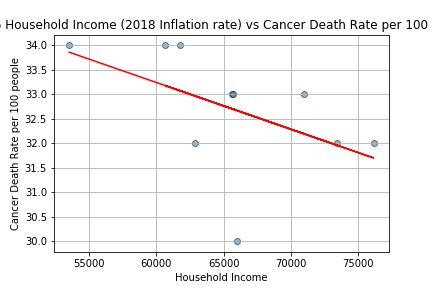 Household Income (2018 Inflation rate) vs Cancer Death Rate per 100
34.0
33.5
33.0
32.5
32.0
31.5
31.0
30.5
30.0
Cancer Death Rate per 100 people
55000 60000 65000 70000 75000
Household Income